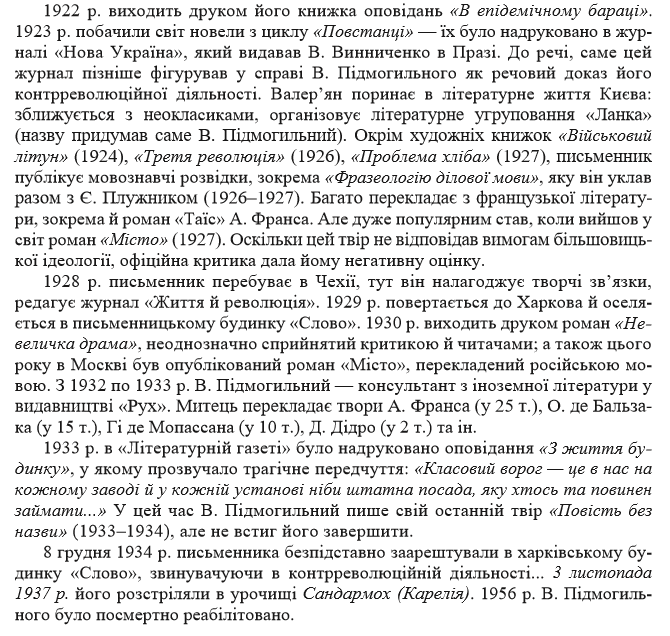 1922 р. виходить друком його книжка оповідань «В епідемічному бараці».
1923 р. побачили світ новели з циклу «Повстанці» — їх було надруковано в жур-
налі «Нова Україна», який видавав В. Винниченко в Празі. До речі, саме цей
журнал пізніше фігурував у справі В. Підмогильного як речовий доказ його
контрреволюційної діяльності. Валер’ян поринає в літературне життя Києва:
зближується з неокласиками, організовує літературне угруповання «Ланка»
(назву придумав саме В. Підмогильний). Окрім художніх книжок «Військовий
літун» (1924), «Третя революція» (1926), «Проблема хліба» (1927), письменник
публікує мовознавчі розвідки, зокрема «Фразеологію ділової мови», яку він уклав
разом з Є. Плужником (1926–1927). Багато перекладає з французької літерату-
ри, зокрема й роман «Таїс» А. Франса. Але дуже популярним став, коли вийшов у
світ роман «Місто» (1927). Оскільки цей твір не відповідав вимогам більшовиць-
кої ідеології, офіційна критика дала йому негативну оцінку.
1928 р. письменник перебуває в Чехії, тут він налагоджує творчі зв’язки,
редагує журнал «Життя й революція». 1929 р. повертається до Харкова й оселя-
ється в письменницькому будинку «Слово». 1930 р. виходить друком роман «Не-
величка драма», неоднозначно сприйнятий критикою й читачами; а також цього
року в Москві був опублікований роман «Місто», перекладений російською мо-
вою. З 1932 по 1933 р. В. Підмогильний — консультант з іноземної літератури у
видавництві «Рух». Митець перекладає твори А. Франса (у 25 т.), О. де Бальза-
ка (у 15 т.), Гі де Мопассана (у 10 т.), Д. Дідро (у 2 т.) та ін.
1933 р. в «Літературній газеті» було надруковано оповідання «З життя бу-
динку», у якому прозвучало трагічне передчуття: «Класовий ворог — це в нас на
кожному заводі й у кожній установі ніби штатна посада, яку хтось та повинен
займати...» У цей час В. Підмогильний пише свій останній твір «Повість без
назви» (1933–1934), але не встиг його завершити.
8 грудня 1934 р. письменника безпідставно заарештували в харківському бу-
динку «Слово», звинувачуючи в контрреволюційній діяльності... 3 листопада
1937 р. його розстріляли в урочищі Сандармох (Карелія). 1956 р. В. Підмогиль-
ного було посмертно реабілітовано.